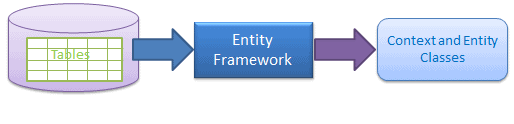 Tables
Entity
Framework
Context and Entity
Classes